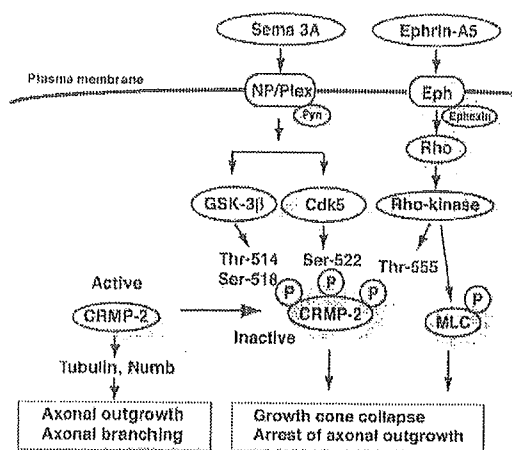 Sema 3A
Ephrin-A5
Plasma membrane
NP/Plex
Eph
Fyn
Ephexin
Rho
GSK-3β
Cdk5
Rho-kinase
Thr-514
Ser-518
Ser-522
Thr-555
Active
P
P
P
P
CRMP-2
CRMP-2
MLC
Inactive
Tubulin, Numb
Axonal outgrowth
Axonal branching
Growth cone collapse
Arrest of axonal outgrowth